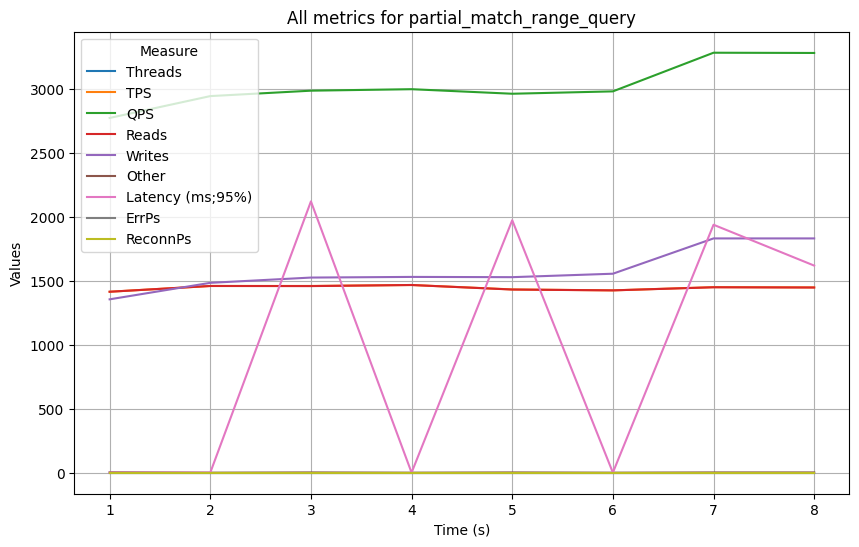 All metrics for partial_match_range_query
Measure
Threads
TPS
QPS
Reads
Writes
Other
Latency (ms;95%)
ErrPs
ReconnPs
Values
3000
2500
2000
1500
1000
500
0
1 2 3 4 5 6 7 8
Time (s)